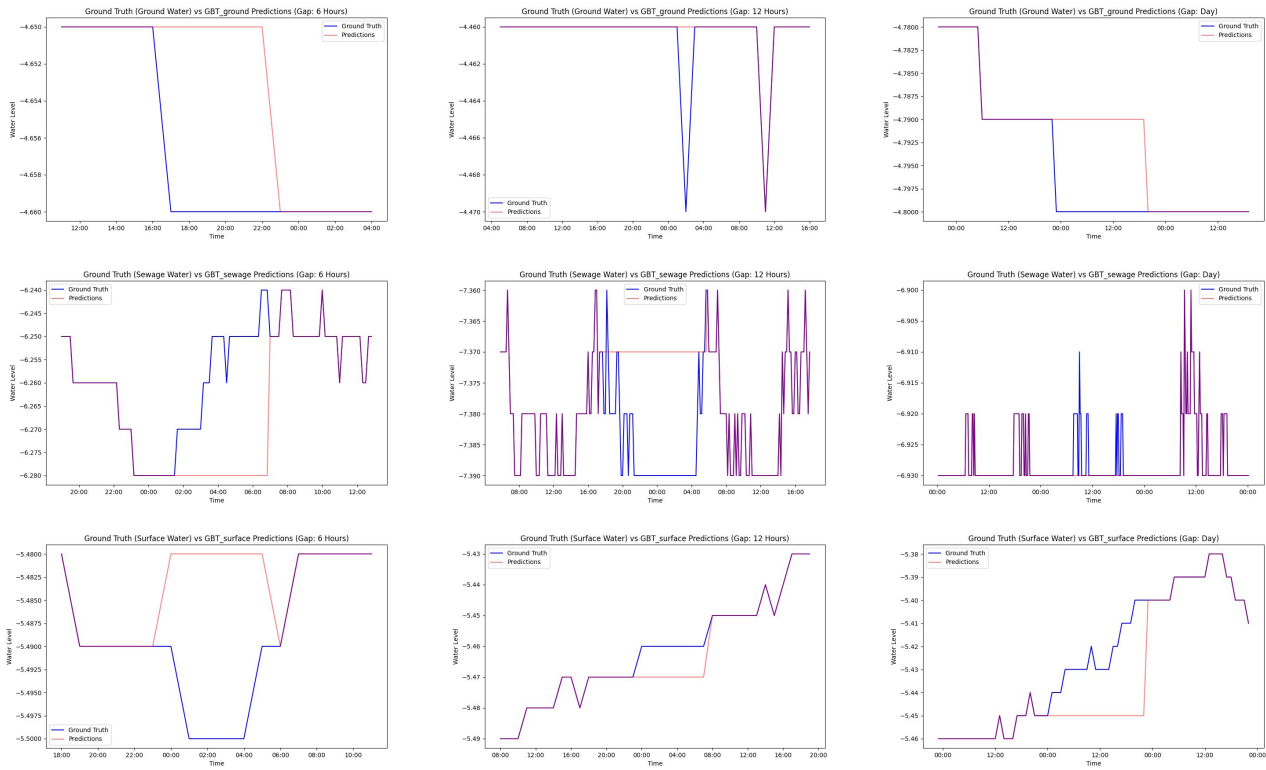 Ground Truth (Ground Water) vs GBT_ground Predictions (Gap: 6 Hours)
−4.650
−4.652
−4.654
−4.656
−4.658
−4.660
Water Level
Ground Truth
Predictions
12:00 14:00 16:00 18:00 20:00 22:00 00:00 02:00 04:00
Time
Ground Truth (Ground Water) vs GBT_ground Predictions (Gap: 12 Hours)
−4.460
−4.462
−4.464
−4.466
−4.468
−4.470
Water Level
Ground Truth
Predictions
04:00 08:00 12:00 16:00 20:00 00:00 04:00 08:00 12:00 16:00
Time
Ground Truth (Ground Water) vs GBT_ground Predictions (Gap: Day)
−4.7800
−4.7825
−4.7850
−4.7875
−4.7900
−4.7925
−4.7950
−4.7975
−4.8000
Water Level
Ground Truth
Predictions
00:00 12:00 00:00 12:00 00:00 12:00
Time
Ground Truth (Sewage Water) vs GBT_sewage Predictions (Gap: 6 Hours)
−6.240
−6.245
−6.250
−6.255
−6.260
−6.265
−6.270
−6.275
−6.280
Water Level
Ground Truth
Predictions
20:00 22:00 00:00 02:00 04:00 06:00 08:00 10:00 12:00
Time
Ground Truth (Sewage Water) vs GBT_sewage Predictions (Gap: 12 Hours)
−7.360
−7.365
−7.370
−7.375
−7.380
−7.385
−7.390
Water Level
Ground Truth
Predictions
08:00 12:00 16:00 20:00 00:00 04:00 08:00 12:00 16:00
Time
Ground Truth (Sewage Water) vs GBT_sewage Predictions (Gap: Day)
−6.900
−6.905
−6.910
−6.915
−6.920
−6.925
−6.930
Water Level
Ground Truth
Predictions
00:00 12:00 00:00 12:00 00:00 12:00 00:00
Time
Ground Truth (Surface Water) vs GBT_surface Predictions (Gap: 6 Hours)
−5.4800
−5.4825
−5.4850
−5.4875
−5.4900
−5.4925
−5.4950
−5.4975
−5.5000
Water Level
Ground Truth
Predictions
18:00 20:00 22:00 00:00 02:00 04:00 06:00 08:00 10:00
Time
Ground Truth (Surface Water) vs GBT_surface Predictions (Gap: 12 Hours)
−5.43
−5.44
−5.45
−5.46
−5.47
−5.48
−5.49
Water Level
Ground Truth
Predictions
08:00 12:00 16:00 20:00 00:00 04:00 08:00 12:00 16:00 20:00
Time
Ground Truth (Surface Water) vs GBT_surface Predictions (Gap: Day)
−5.38
−5.39
−5.40
−5.41
−5.42
−5.43
−5.44
−5.45
−5.46
Water Level
Ground Truth
Predictions
00:00 12:00 00:00 12:00 00:00 12:00 00:00
Time